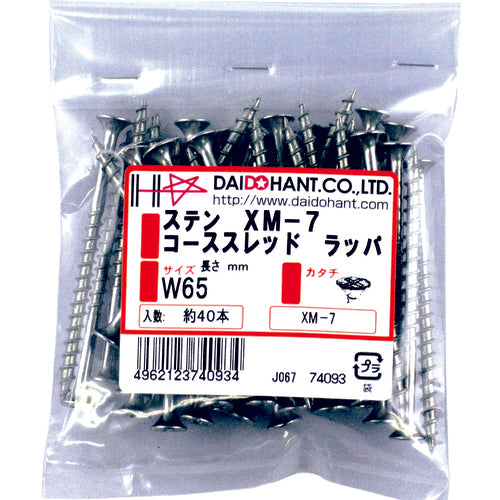 DAIDOHANT.CO.,LTD.
http://www.daidohant.com
ステン XM-7
コーススレッド ラッパ
サイズ 長さ mm
W65
カタチ
入数: 約40本
XM-7
4962123740934
J067 74093
プラ
袋